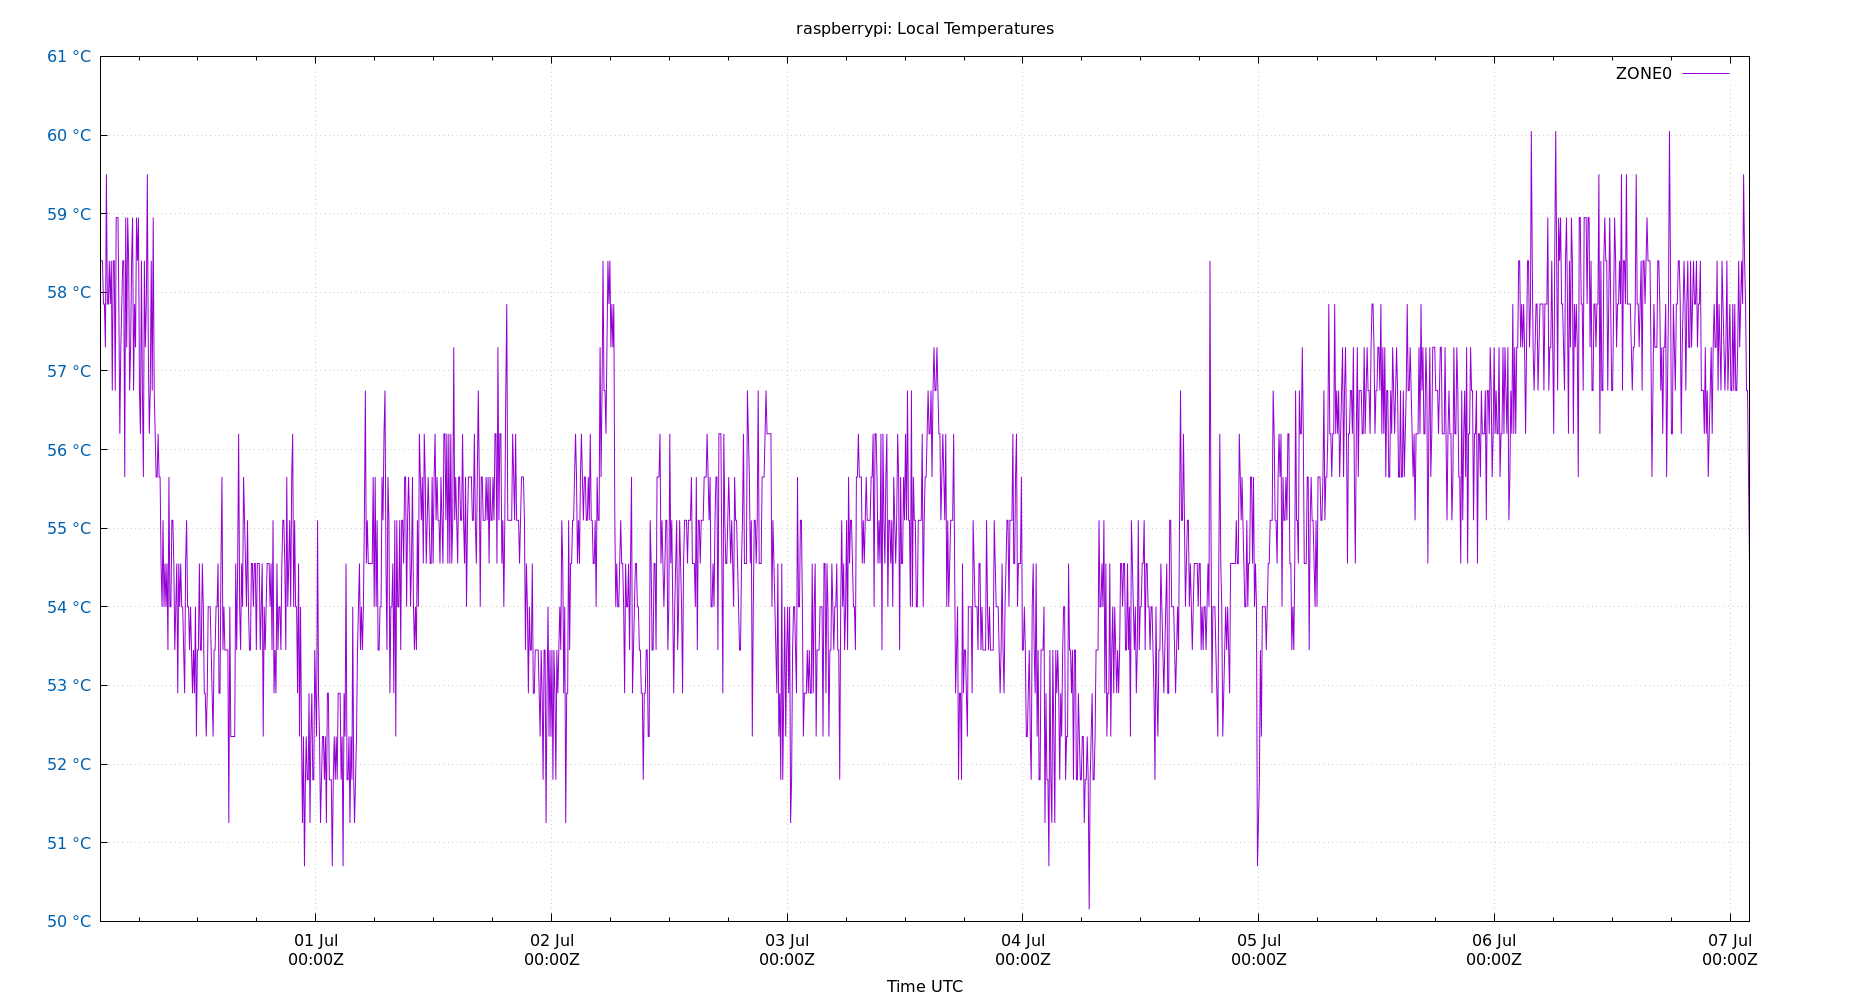 raspberrypi: Local Temperatures
61 °C
ZONE0
60 °C
59 °C
58 °C
57 °C
56 °C
55 °C
54 °C
53 °C
52 °C
51 °C
50 °C
01 Jul 02 Jul 03 Jul 04 Jul 05 Jul 06 Jul 07 Jul
00:00Z 00:00Z 00:00Z 00:00Z 00:00Z 00:00Z 00:00Z
Time UTC